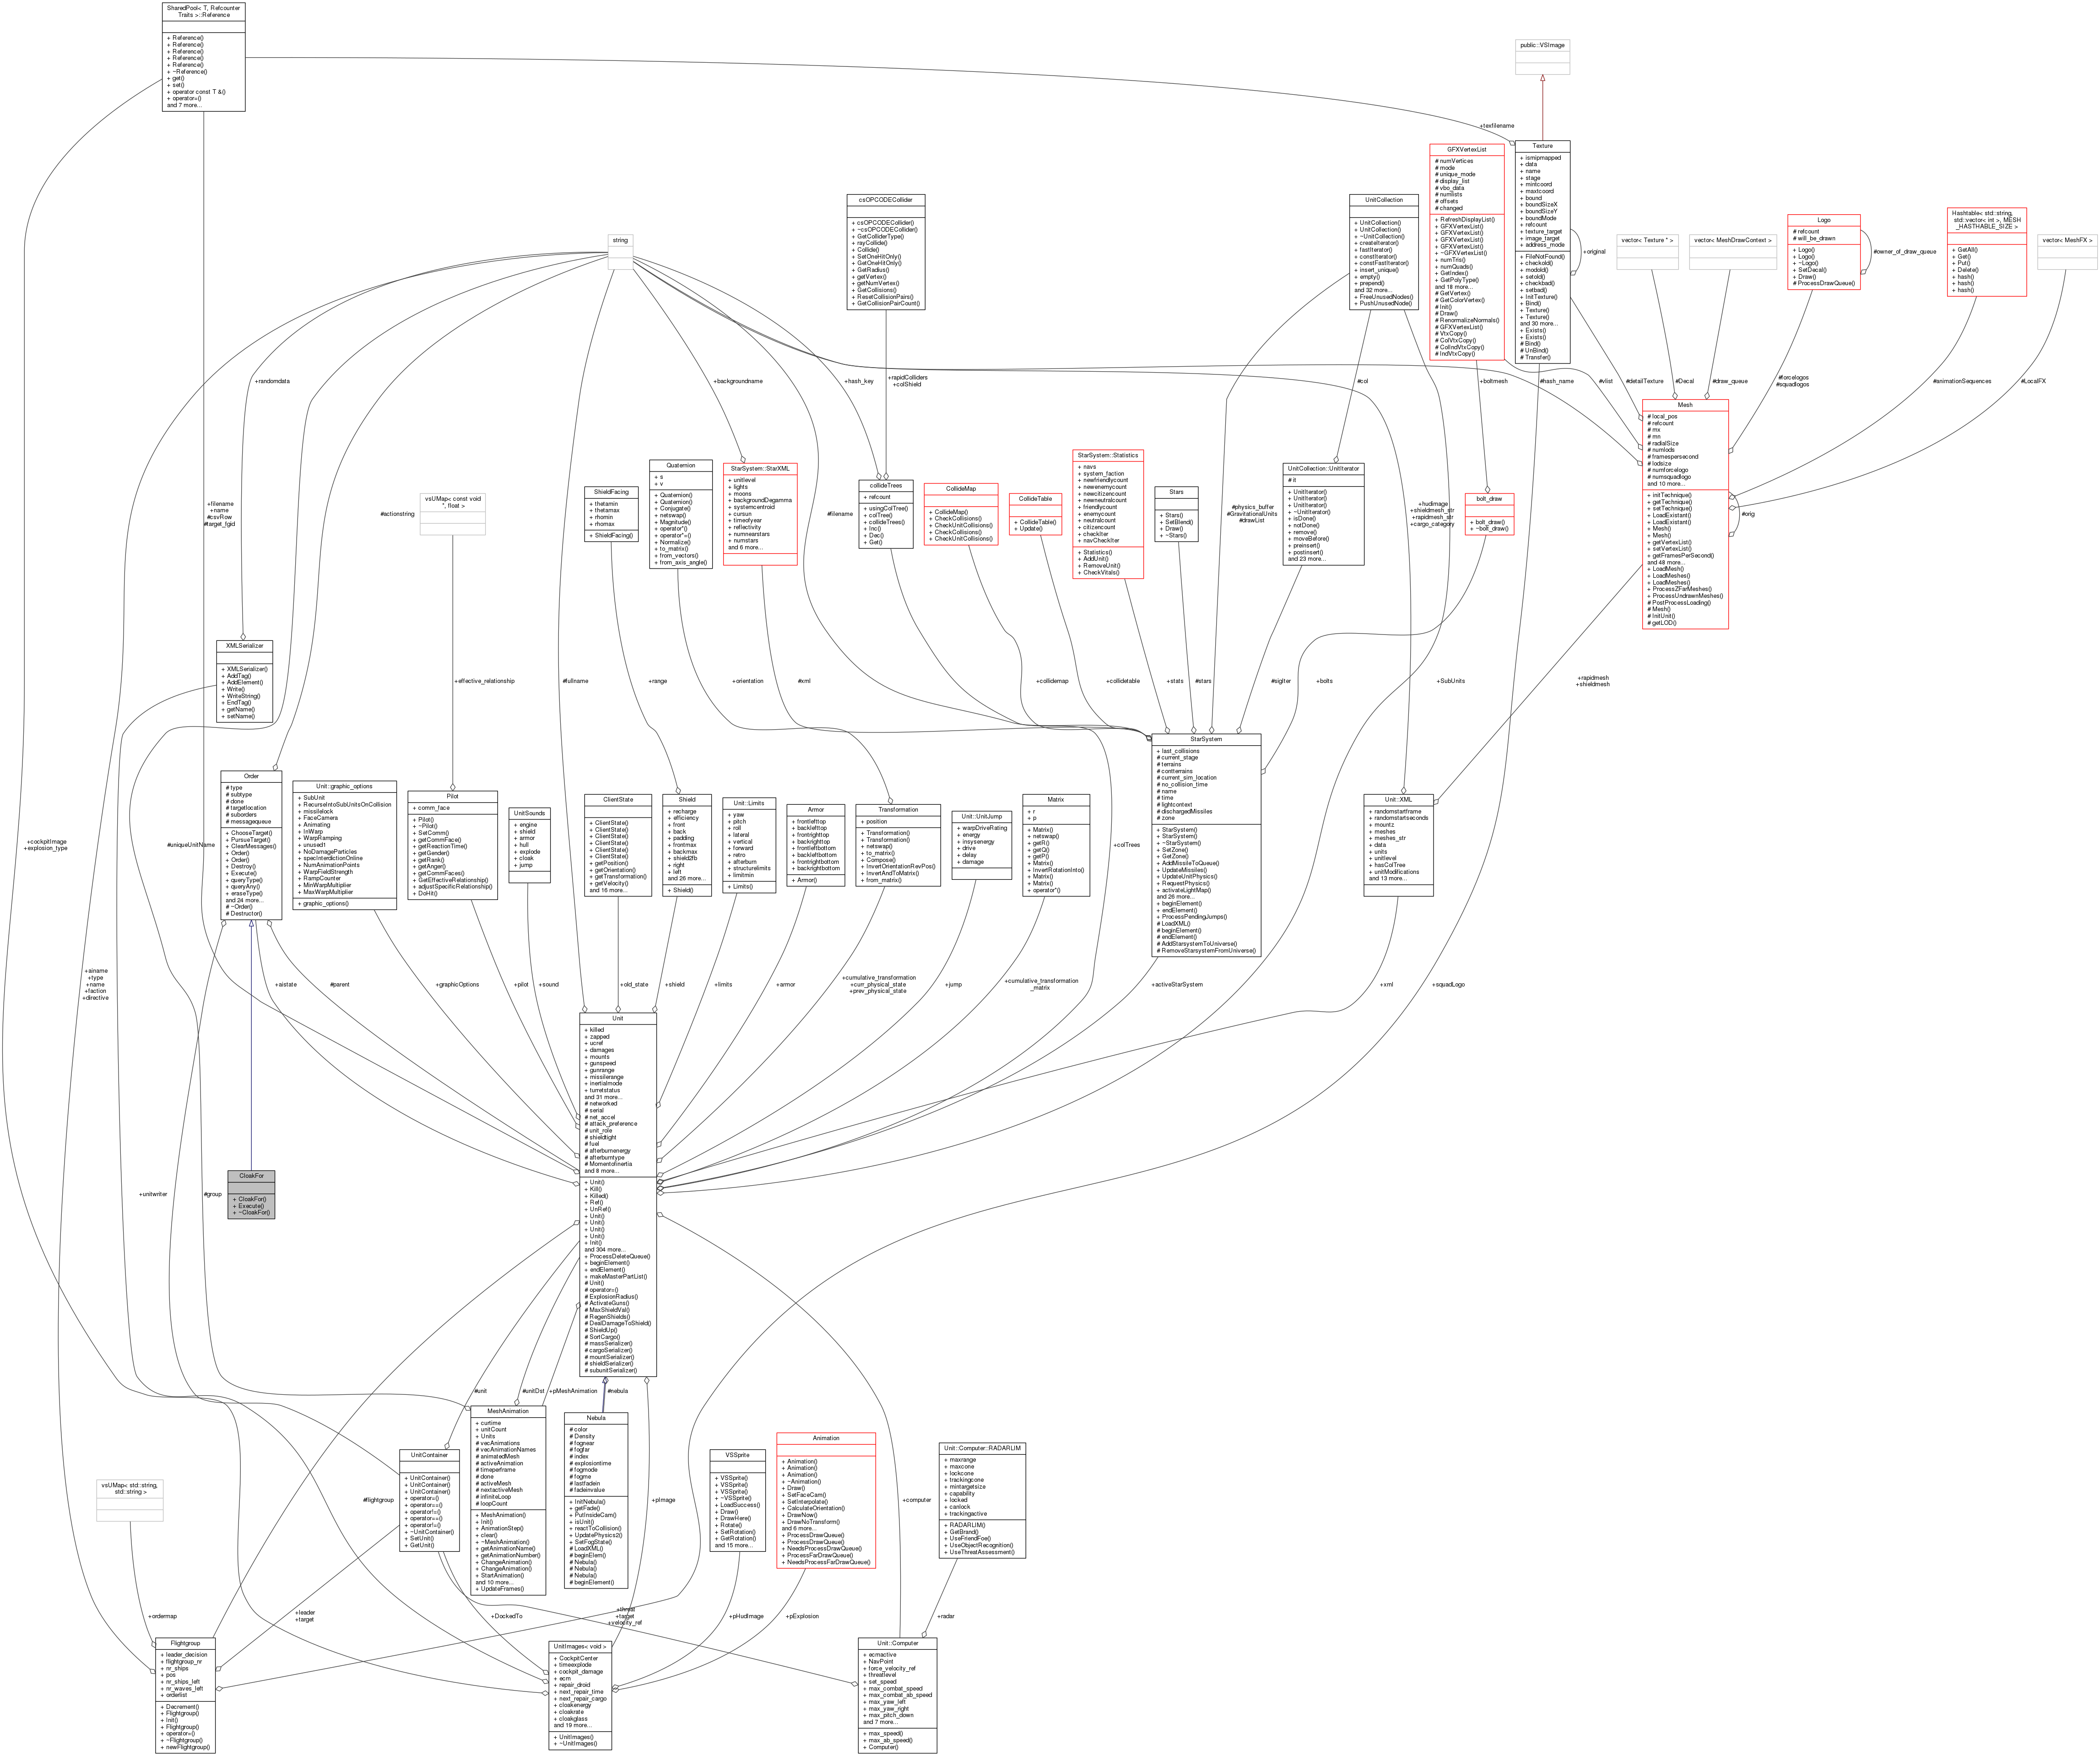 SharedPool< T, Refcounter
Traits >::Reference
+ Reference()
+ Reference()
+ Reference()
+ Reference()
+ Reference()
+ ~Reference()
+ get()
+ set()
+ operator const T &()
+ operator=()
and 7 more...
public::VSImage
+texfilename
Texture
+ ismipmapped
+ data
+ name
+ stage
+ mintcoord
+ maxtcoord
+ bound
+ boundSizeX
+ boundSizeY
+ boundMode
+ refcount
+ texture_target
+ image_target
+ address_mode
+ FileNotFound()
+ checkold()
+ modold()
+ setold()
+ checkbad()
+ setbad()
+ InitTexture()
+ Bind()
+ Texture()
+ Texture()
and 30 more...
+ Exists()
+ Exists()
# Bind()
# UnBind()
# Transfer()
+original
GFXVertexList
# numVertices
# mode
# unique_mode
# display_list
# vbo_data
# numlists
# offsets
# changed
+ RefreshDisplayList()
+ GFXVertexList()
+ GFXVertexList()
+ GFXVertexList()
+ GFXVertexList()
+ ~GFXVertexList()
+ numTris()
+ numQuads()
+ GetIndex()
+ GetPolyType()
and 18 more...
# GetVertex()
# GetColorVertex()
# Init()
# Draw()
# RenormalizeNormals()
# GFXVertexList()
# VtxCopy()
# ColVtxCopy()
# ColIndVtxCopy()
# IndVtxCopy()
csOPCODECollider
+ csOPCODECollider()
+ ~csOPCODECollider()
+ GetColliderType()
+ rayCollide()
+ Collide()
+ SetOneHitOnly()
+ GetOneHitOnly()
+ GetRadius()
+ getVertex()
+ getNumVertex()
+ GetCollisions()
+ ResetCollisionPairs()
+ GetCollisionPairCount()
UnitCollection
+ UnitCollection()
+ UnitCollection()
+ ~UnitCollection()
+ createIterator()
+ fastIterator()
+ constIterator()
+ constFastIterator()
+ insert_unique()
+ empty()
+ prepend()
and 32 more...
+ FreeUnusedNodes()
+ PushUnusedNode()
string
vector< Texture * >
vector< MeshDrawContext >
Logo
# refcount
# will_be_drawn
+ Logo()
+ Logo()
+ ~Logo()
+ SetDecal()
+ Draw()
# ProcessDrawQueue()
#owner_of_draw_queue
Hashtable< std::string,
std::vector< int >, MESH
_HASTHABLE_SIZE >
+ GetAll()
+ Get()
+ Put()
+ Delete()
+ hash()
+ hash()
+ hash()
vector< MeshFX >
+randomdata
+backgroundname
+hash_key
+rapidColliders
+colShield
#col
+boltmesh
#hash_name
#vlist
#detailTexture
#Decal
#draw_queue
#forcelogos
#squadlogos
#animationSequences
#LocalFX
Mesh
# local_pos
# refcount
# mx
# mn
# radialSize
# numlods
# framespersecond
# lodsize
# numforcelogo
# numsquadlogo
and 10 more...
+ initTechnique()
+ getTechnique()
+ setTechnique()
+ LoadExistant()
+ LoadExistant()
+ Mesh()
+ Mesh()
+ getVertexList()
+ setVertexList()
+ getFramesPerSecond()
and 48 more...
+ LoadMesh()
+ LoadMeshes()
+ LoadMeshes()
+ ProcessZFarMeshes()
+ ProcessUndrawnMeshes()
# PostProcessLoading()
# Mesh()
# InitUnit()
# getLOD()
#orig
+filename
+name
#csvRow
#target_fgid
#actionstring
vsUMap< const void
*, float >
ShieldFacing
+ thetamin
+ thetamax
+ rhomin
+ rhomax
+ ShieldFacing()
Quaternion
+ s
+ v
+ Quaternion()
+ Quaternion()
+ Conjugate()
+ netswap()
+ Magnitude()
+ operator*()
+ operator*=()
+ Normalize()
+ to_matrix()
+ from_vectors()
+ from_axis_angle()
StarSystem::StarXML
+ unitlevel
+ lights
+ moons
+ backgroundDegamma
+ systemcentroid
+ cursun
+ timeofyear
+ reflectivity
+ numnearstars
+ numstars
and 6 more...
#filename
collideTrees
+ refcount
+ usingColTree()
+ colTree()
+ collideTrees()
+ Inc()
+ Dec()
+ Get()
CollideMap
+ CollideMap()
+ CheckCollisions()
+ CheckUnitCollisions()
+ CheckCollisions()
+ CheckUnitCollisions()
CollideTable
+ CollideTable()
+ Update()
StarSystem::Statistics
+ navs
+ system_faction
+ newfriendlycount
+ newenemycount
+ newcitizencount
+ newneutralcount
+ friendlycount
+ enemycount
+ neutralcount
+ citizencount
+ checkIter
+ navCheckIter
+ Statistics()
+ AddUnit()
+ RemoveUnit()
+ CheckVitals()
Stars
+ Stars()
+ SetBlend()
+ Draw()
+ ~Stars()
#physics_buffer
#GravitationalUnits
#drawList
UnitCollection::UnitIterator
# it
+ UnitIterator()
+ UnitIterator()
+ UnitIterator()
+ ~UnitIterator()
+ isDone()
+ notDone()
+ remove()
+ moveBefore()
+ preinsert()
+ postinsert()
and 23 more...
+hudimage
+shieldmesh_str
+rapidmesh_str
+cargo_category
bolt_draw
+ bolt_draw()
+ ~bolt_draw()
XMLSerializer
+ XMLSerializer()
+ AddTag()
+ AddElement()
+ Write()
+ WriteString()
+ EndTag()
+ getName()
+ setName()
+effective_relationship
#fullname
+range
+orientation
#xml
+collidemap
+collidetable
+stats
#stars
#sigIter
+bolts
+SubUnits
+rapidmesh
+shieldmesh
StarSystem
+ last_collisions
# current_stage
# terrains
# contterrains
# current_sim_location
# no_collision_time
# name
# time
# lightcontext
# dischargedMissiles
# zone
+ StarSystem()
+ StarSystem()
+ ~StarSystem()
+ SetZone()
+ GetZone()
+ AddMissileToQueue()
+ UpdateMissiles()
+ UpdateUnitPhysics()
+ RequestPhysics()
+ activateLightMap()
and 26 more...
+ beginElement()
+ endElement()
+ ProcessPendingJumps()
# LoadXML()
# beginElement()
# endElement()
# AddStarsystemToUniverse()
# RemoveStarsystemFromUniverse()
Order
# type
# subtype
# done
# targetlocation
# suborders
# messagequeue
+ ChooseTarget()
+ PursueTarget()
+ ClearMessages()
+ Order()
+ Order()
+ Destroy()
+ Execute()
+ queryType()
+ queryAny()
+ eraseType()
and 24 more...
# ~Order()
# Destructor()
Unit::graphic_options
+ SubUnit
+ RecurseIntoSubUnitsOnCollision
+ missilelock
+ FaceCamera
+ Animating
+ InWarp
+ WarpRamping
+ unused1
+ NoDamageParticles
+ specInterdictionOnline
+ NumAnimationPoints
+ WarpFieldStrength
+ RampCounter
+ MinWarpMultiplier
+ MaxWarpMultiplier
+ graphic_options()
Pilot
+ comm_face
+ Pilot()
+ ~Pilot()
+ SetComm()
+ getCommFace()
+ getReactionTime()
+ getGender()
+ getRank()
+ getAnger()
+ getCommFaces()
+ GetEffectiveRelationship()
+ adjustSpecificRelationship()
+ DoHit()
UnitSounds
+ engine
+ shield
+ armor
+ hull
+ explode
+ cloak
+ jump
ClientState
+ ClientState()
+ ClientState()
+ ClientState()
+ ClientState()
+ ClientState()
+ getPosition()
+ getOrientation()
+ getTransformation()
+ getVelocity()
and 16 more...
Shield
+ recharge
+ efficiency
+ front
+ back
+ padding
+ frontmax
+ backmax
+ shield2fb
+ right
+ left
and 26 more...
+ Shield()
Unit::Limits
+ yaw
+ pitch
+ roll
+ lateral
+ vertical
+ forward
+ retro
+ afterburn
+ structurelimits
+ limitmin
+ Limits()
Armor
+ frontlefttop
+ backlefttop
+ frontrighttop
+ backrighttop
+ frontleftbottom
+ backleftbottom
+ frontrightbottom
+ backrightbottom
+ Armor()
Transformation
+ position
+ Transformation()
+ Transformation()
+ netswap()
+ to_matrix()
+ Compose()
+ InvertOrientationRevPos()
+ InvertAndToMatrix()
+ from_matrix()
Unit::UnitJump
+ warpDriveRating
+ energy
+ insysenergy
+ drive
+ delay
+ damage
Matrix
+ r
+ p
+ Matrix()
+ netswap()
+ getR()
+ getQ()
+ getP()
+ Matrix()
+ InvertRotationInto()
+ Matrix()
+ Matrix()
+ operator*()
Unit::XML
+ randomstartframe
+ randomstartseconds
+ mountz
+ meshes
+ meshes_str
+ data
+ units
+ unitlevel
+ hasColTree
+ unitModifications
and 13 more...
+cockpitImage
+explosion_type
#uniqueUnitName
+colTrees
+ainame
+type
+name
+faction
+directive
+aistate
#parent
+graphicOptions
+pilot
+sound
+old_state
+shield
+limits
+armor
+cumulative_transformation
+curr_physical_state
+prev_physical_state
+jump
+cumulative_transformation
_matrix
+activeStarSystem
+xml
+squadLogo
Unit
+ killed
+ zapped
+ ucref
+ damages
+ mounts
+ gunspeed
+ gunrange
+ missilerange
+ inertialmode
+ turretstatus
and 31 more...
# networked
# serial
# net_accel
# attack_preference
# unit_role
# shieldtight
# fuel
# afterburnenergy
# afterburntype
# Momentofinertia
and 8 more...
+ Unit()
+ Kill()
+ Killed()
+ Ref()
+ UnRef()
+ Unit()
+ Unit()
+ Unit()
+ Unit()
+ Init()
and 304 more...
+ ProcessDeleteQueue()
+ beginElement()
+ endElement()
+ makeMasterPartList()
# Unit()
# operator=()
# ExplosionRadius()
# ActivateGuns()
# MaxShieldVal()
# RegenShields()
# DealDamageToShield()
# ShieldUp()
# SortCargo()
# massSerializer()
# cargoSerializer()
# mountSerializer()
# shieldSerializer()
# subunitSerializer()
CloakFor
+ CloakFor()
+ Execute()
+ ~CloakFor()
+unitwriter
#group
#unit
#unitDst
+pMeshAnimation
#nebula
MeshAnimation
+ curtime
+ unitCount
+ Units
# vecAnimations
# vecAnimationNames
# animatedMesh
# activeAnimation
# timeperframe
# done
# activeMesh
# nextactiveMesh
# infiniteLoop
# loopCount
+ MeshAnimation()
+ Init()
+ AnimationStep()
+ clear()
+ ~MeshAnimation()
+ getAnimationName()
+ getAnimationNumber()
+ ChangeAnimation()
+ ChangeAnimation()
+ StartAnimation()
and 10 more...
+ UpdateFrames()
Nebula
# color
# Density
# fognear
# fogfar
# index
# explosiontime
# fogmode
# fogme
# lastfadein
# fadeinvalue
+ InitNebula()
+ getFade()
+ PutInsideCam()
+ isUnit()
+ reactToCollision()
+ UpdatePhysics2()
+ SetFogState()
# LoadXML()
# beginElem()
# Nebula()
# Nebula()
# Nebula()
# beginElement()
UnitContainer
+ UnitContainer()
+ UnitContainer()
+ UnitContainer()
+ operator=()
+ operator==()
+ operator!=()
+ operator==()
+ operator!=()
+ ~UnitContainer()
+ SetUnit()
+ GetUnit()
VSSprite
+ VSSprite()
+ VSSprite()
+ VSSprite()
+ ~VSSprite()
+ LoadSuccess()
+ Draw()
+ DrawHere()
+ Rotate()
+ SetRotation()
+ GetRotation()
and 15 more...
Animation
+ Animation()
+ Animation()
+ Animation()
+ ~Animation()
+ Draw()
+ SetFaceCam()
+ SetInterpolate()
+ CalculateOrientation()
+ DrawNow()
+ DrawNoTransform()
and 6 more...
+ ProcessDrawQueue()
+ ProcessDrawQueue()
+ NeedsProcessDrawQueue()
+ ProcessFarDrawQueue()
+ NeedsProcessFarDrawQueue()
Unit::Computer::RADARLIM
+ maxrange
+ maxcone
+ lockcone
+ trackingcone
+ mintargetsize
+ capability
+ locked
+ canlock
+ trackingactive
+ RADARLIM()
+ GetBrand()
+ UseFriendFoe()
+ UseObjectRecognition()
+ UseThreatAssessment()
vsUMap< std::string,
std::string >
#flightgroup
+pImage
+computer
+ordermap
+leader
+target
+DockedTo
+threat
+target
+velocity_ref
+pHudImage
+pExplosion
+radar
Flightgroup
+ leader_decision
+ flightgroup_nr
+ nr_ships
+ pos
+ nr_ships_left
+ nr_waves_left
+ orderlist
+ Decrement()
+ Flightgroup()
+ Init()
+ Flightgroup()
+ operator=()
+ ~Flightgroup()
+ newFlightgroup()
UnitImages< void >
+ CockpitCenter
+ timeexplode
+ cockpit_damage
+ ecm
+ repair_droid
+ next_repair_time
+ next_repair_cargo
+ cloakenergy
+ cloakrate
+ cloakglass
and 19 more...
+ UnitImages()
+ ~UnitImages()
Unit::Computer
+ ecmactive
+ NavPoint
+ force_velocity_ref
+ threatlevel
+ set_speed
+ max_combat_speed
+ max_combat_ab_speed
+ max_yaw_left
+ max_yaw_right
+ max_pitch_down
and 7 more...
+ max_speed()
+ max_ab_speed()
+ Computer()